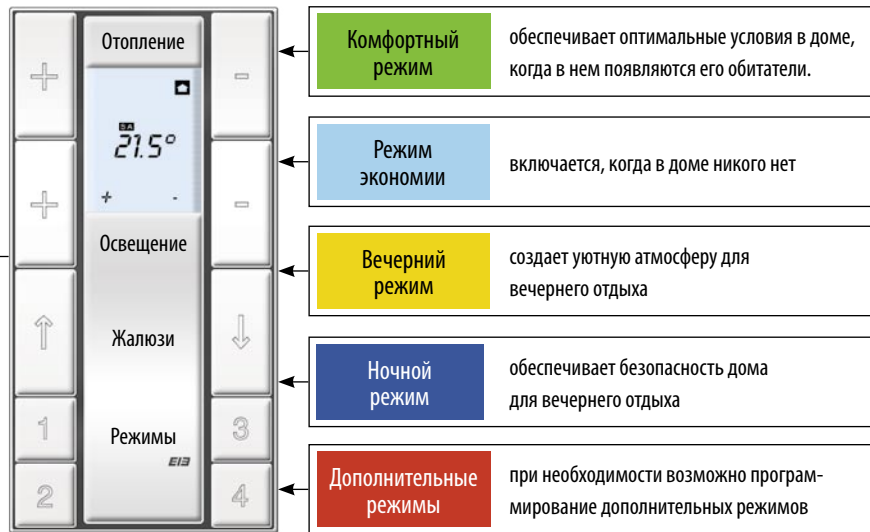 Отопление
5A
21.5°
+ -
Освещение
Жалюзи
Режимы
EIB
+ -
+ -
↑ ↓
1 3
2 4
Комфортный
режим
обеспечивает оптимальные условия в доме,
когда в нем появляются его обитатели.
Режим
экономии
включается, когда в доме никого нет
Вечерний
режим
создает уютную атмосферу для
вечернего отдыха
Ночной
режим
обеспечивает безопасность дома
для вечернего отдыха
Дополнительные
режимы
при необходимости возможно програм-
мирование дополнительных режимов